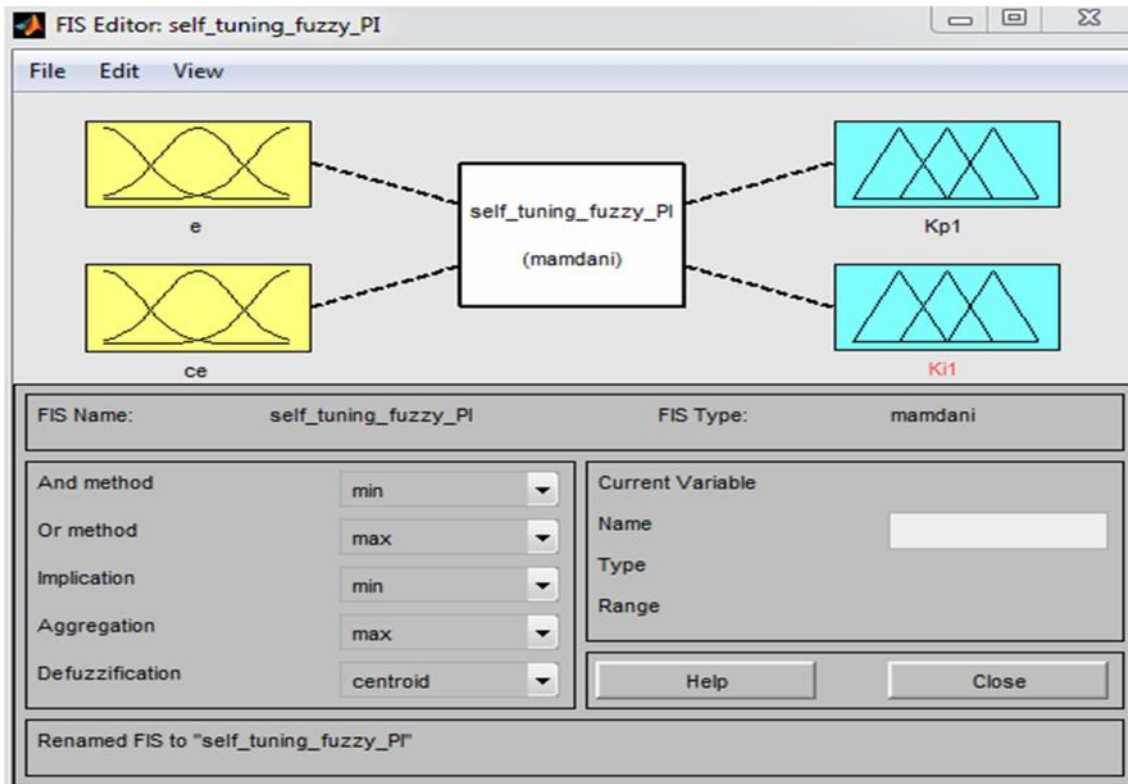 FIS Editor: self_tuning_fuzzy_PI
File Edit View
e
ce
self_tuning_fuzzy_PI
(mamdani)
Kp1
Ki1
FIS Name: self_tuning_fuzzy_PI FIS Type: mamdani
And method min
Or method max
Implication min
Aggregation max
Defuzzification centroid
Current Variable
Name
Type
Range
Help Close
Renamed FIS to "self_tuning_fuzzy_PI"